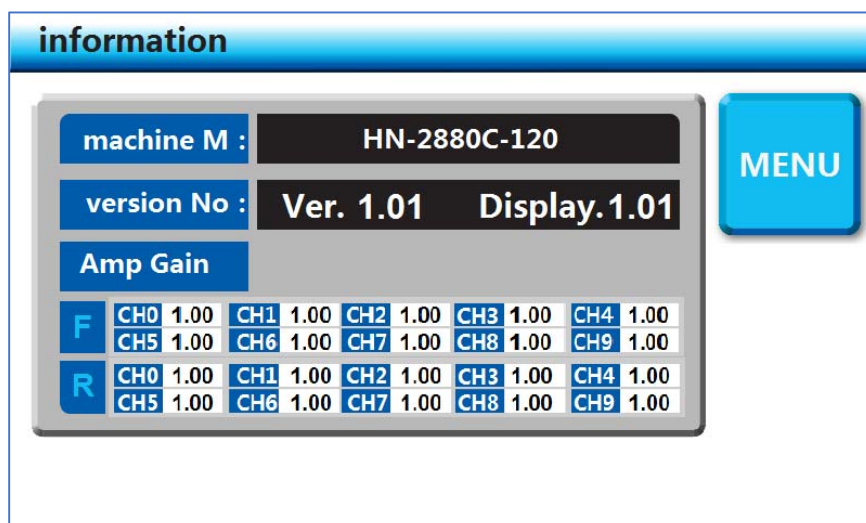 information
machine M : HN-2880C-120
MENU
version No : Ver. 1.01 Display.1.01
Amp Gain
F CH0 1.00 CH1 1.00 CH2 1.00 CH3 1.00 CH4 1.00
CH5 1.00 CH6 1.00 CH7 1.00 CH8 1.00 CH9 1.00
R CH0 1.00 CH1 1.00 CH2 1.00 CH3 1.00 CH4 1.00
CH5 1.00 CH6 1.00 CH7 1.00 CH8 1.00 CH9 1.00